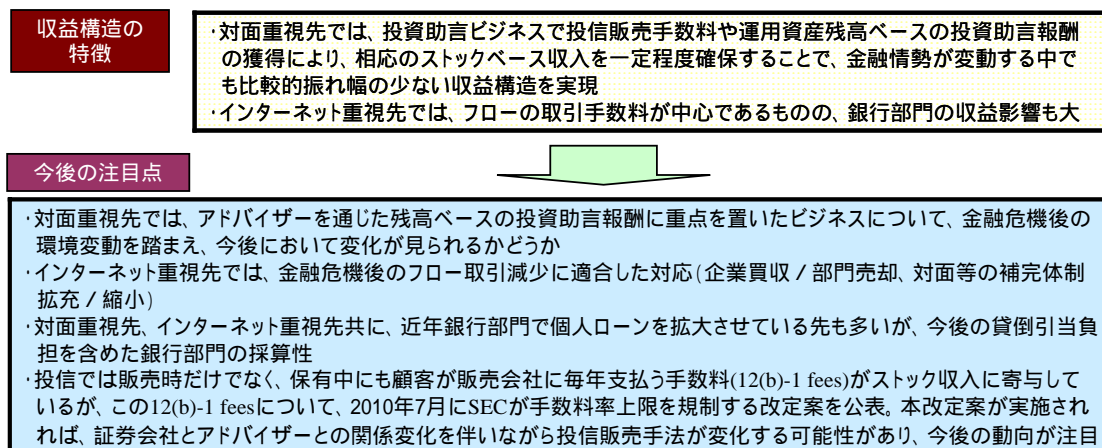 収益構造の
特徴
・対面重視先では、投資助言ビジネスで投信販売手数料や運用資産残高ベースの投資助言報酬
の獲得により、相応のストックベース収入を一定程度確保することで、金融情勢が変動する中で
も比較的振れ幅の少ない収益構造を実現
・インターネット重視先では、フローの取引手数料が中心であるものの、銀行部門の収益影響も大
今後の注目点
・対面重視先では、アドバイザーを通じた残高ベースの投資助言報酬に重点を置いたビジネスについて、金融危機後の
環境変動を踏まえ、今後において変化が見られるかどうか
・インターネット重視先では、金融危機後のフロー取引減少に適合した対応(企業買収/部門売却、対面等の補完体制
拡充/縮小)
・対面重視先、インターネット重視先共に、近年銀行部門で個人ローンを拡大させている先も多いが、今後の貸倒引当負
担を含めた銀行部門の採算性
・投信では販売時だけでなく、保有中にも顧客が販売会社に毎年支払う手数料(12(b)-1 fees)がストック収入に寄与して
いるが、この12(b)-1 feesについて、2010年7月にSECが手数料率上限を規制する改定案を公表。本改定案が実施され
れば、証券会社とアドバイザーとの関係変化を伴いながら投信販売手法が変化する可能性があり、今後の動向が注目